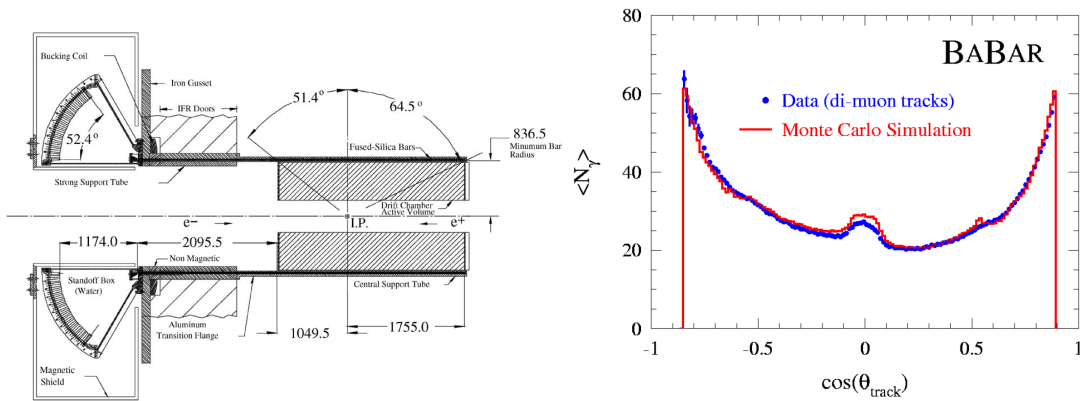 Bucking Coil
Iron Gusset
IFR Doors
51.4°
64.5°
52.4°
836.5
Minumum Bar
Radius
Fused-Silica Bars
Strong Support Tube
Drift Chamber
Active Volume
e−
I.P.
e+
1174.0
2095.5
Non Magnetic
Standoff Box
(Water)
Central Support Tube
Aluminum
Transition Flange
1049.5
1755.0
Magnetic
Shield
BABAR
Data (di-muon tracks)
Monte Carlo Simulation
<Nγ>
80
60
40
20
0
-1
-0.5
0
0.5
1
cos(θtrack)